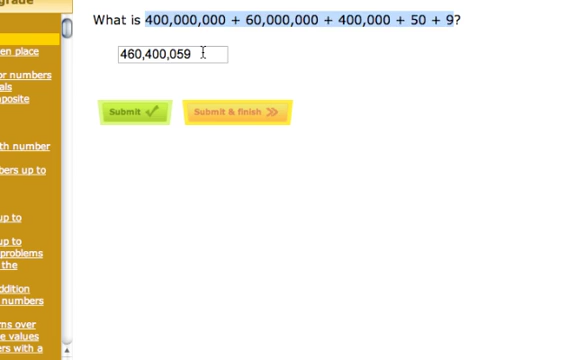 grade
What is 400,000,000 + 60,000,000 + 400,000 + 50 + 9?
en place
460,400,059
or numbers
als
posite
Submit
Submit & finish
th number
bers up to
up to
up to
problems
the
ddition
numbers
ns over
e values
ers with a